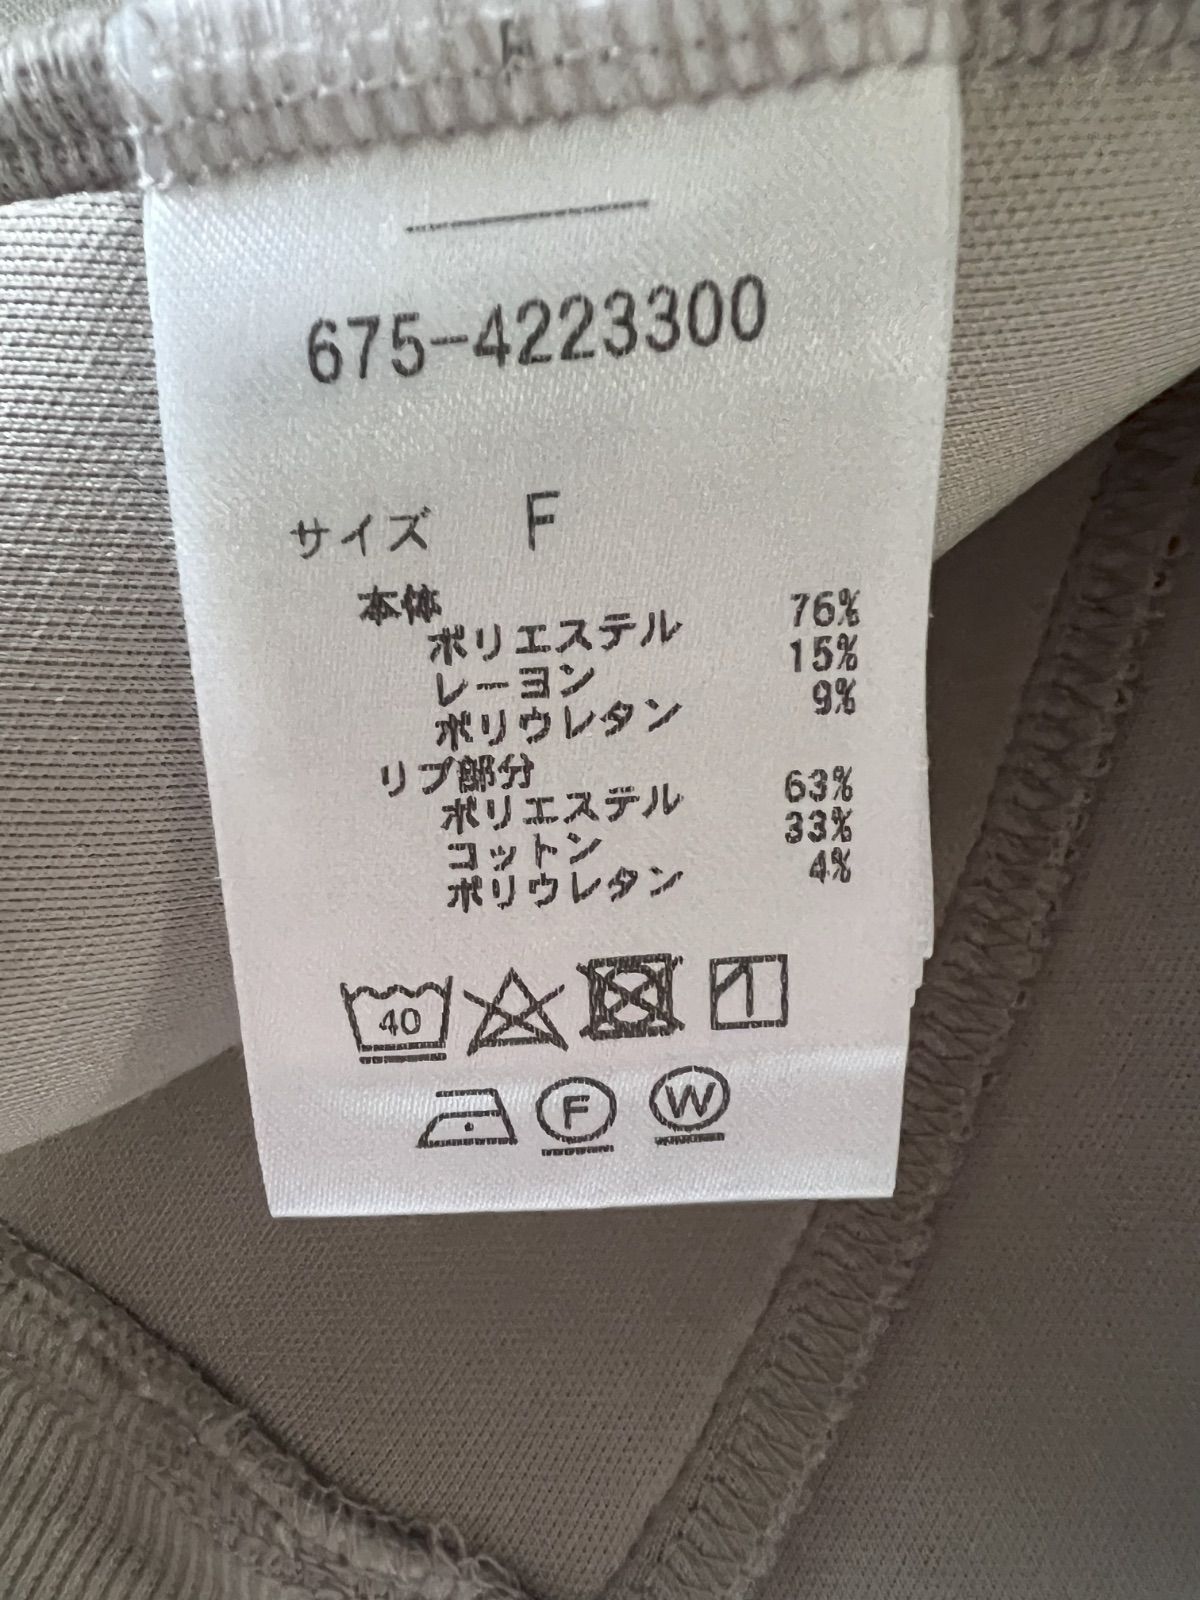 675-4223300
サイズ F
本体
ポリエステル 76%
レーヨン 15%
ポリウレタン 9%
リブ部分
ポリエステル 63%
コットン 33%
ポリウレタン 4%
40
F W